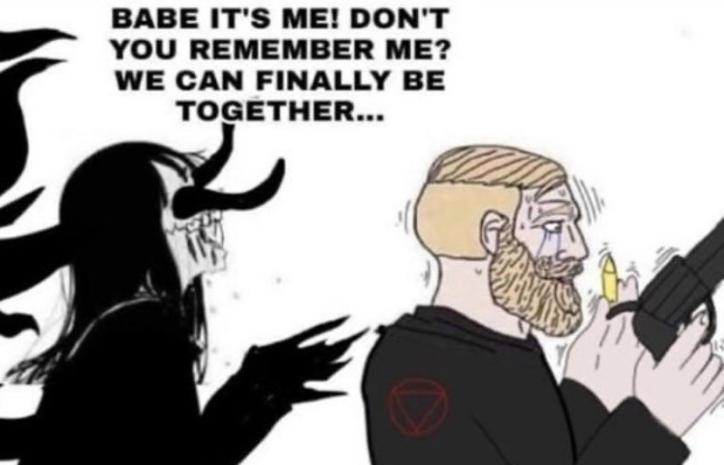 BABE IT'S ME! DON'T
YOU REMEMBER ME?
WE CAN FINALLY BE
TOGETHER...